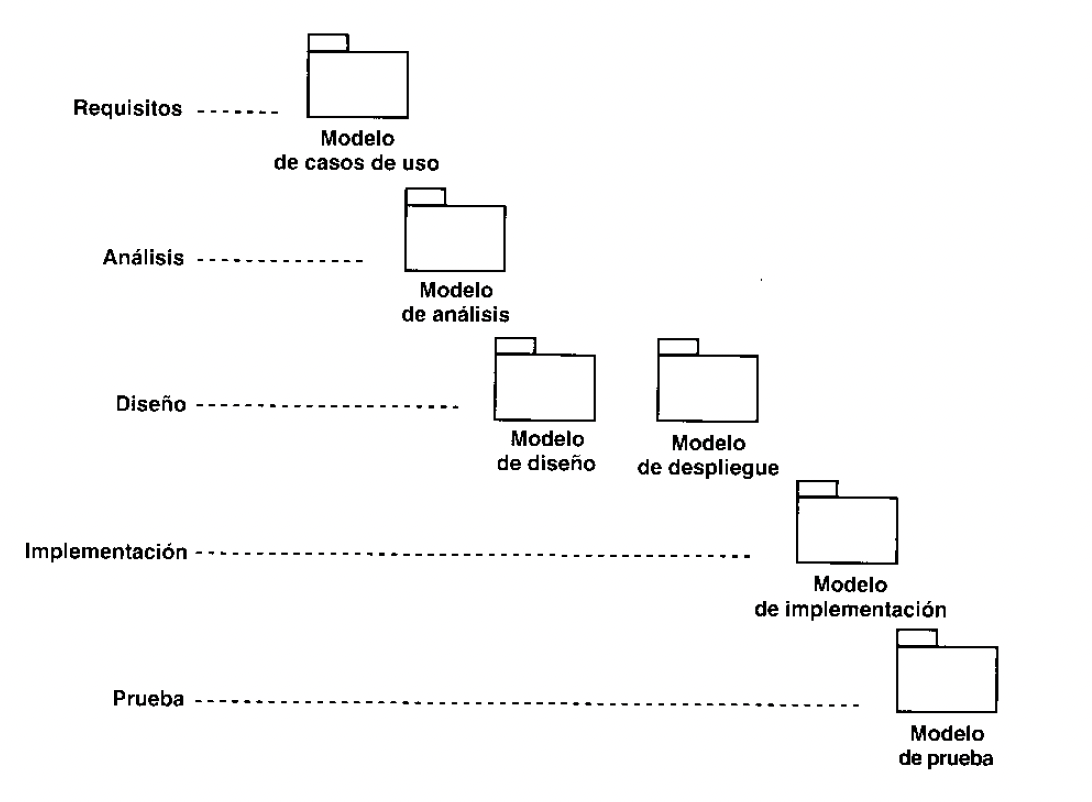 Requisitos
Modelo
de casos de uso
Análisis
Modelo
de análisis
Diseño
Modelo
de diseño
Modelo
de despliegue
Implementación
Modelo
de implementación
Prueba
Modelo
de prueba